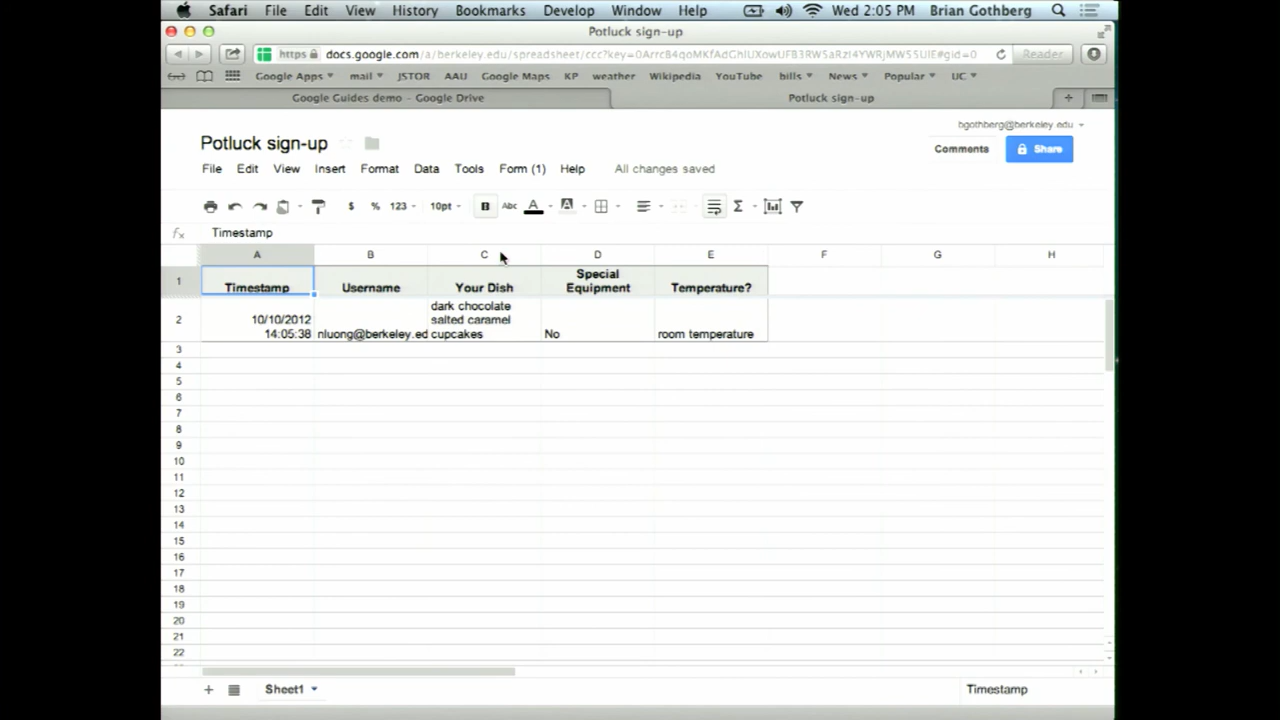 Safari File Edit View History Bookmarks Develop Window Help Wed 2:05 PM Brian Gothberg
Potluck sign-up
https docs.google.com Reader
Google Apps mail JSTOR AAU Google Maps KP weather Wikipedia YouTube bills News Popular UC
Google Guides demo – Google Drive Potluck sign-up +
bgothberg@berkeley.edu
Potluck sign-up
Comments Share
File Edit View Insert Format Data Tools Form (1) Help All changes saved
$ % 123 10pt B Abc A A Σ
fx Timestamp
A B C D E F G H
1 Timestamp Username Your Dish Special Equipment Temperature?
2 10/10/2012 14:05:38 nluong@berkeley.ed dark chocolate salted caramel cupcakes No room temperature
3
4
5
6
7
8
9
10
11
12
13
14
15
16
17
18
19
20
21
22
+ Sheet1 Timestamp